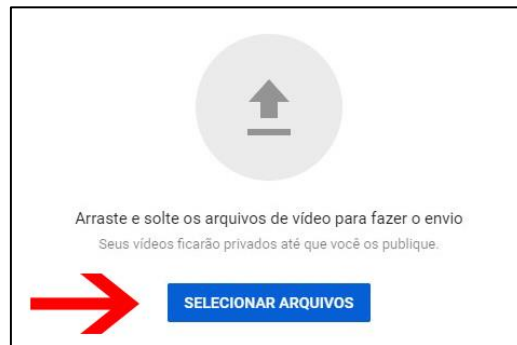 Arraste e solte os arquivos de vídeo para fazer o envio
Seus vídeos ficarão privados até que você os publique.
SELECIONAR ARQUIVOS